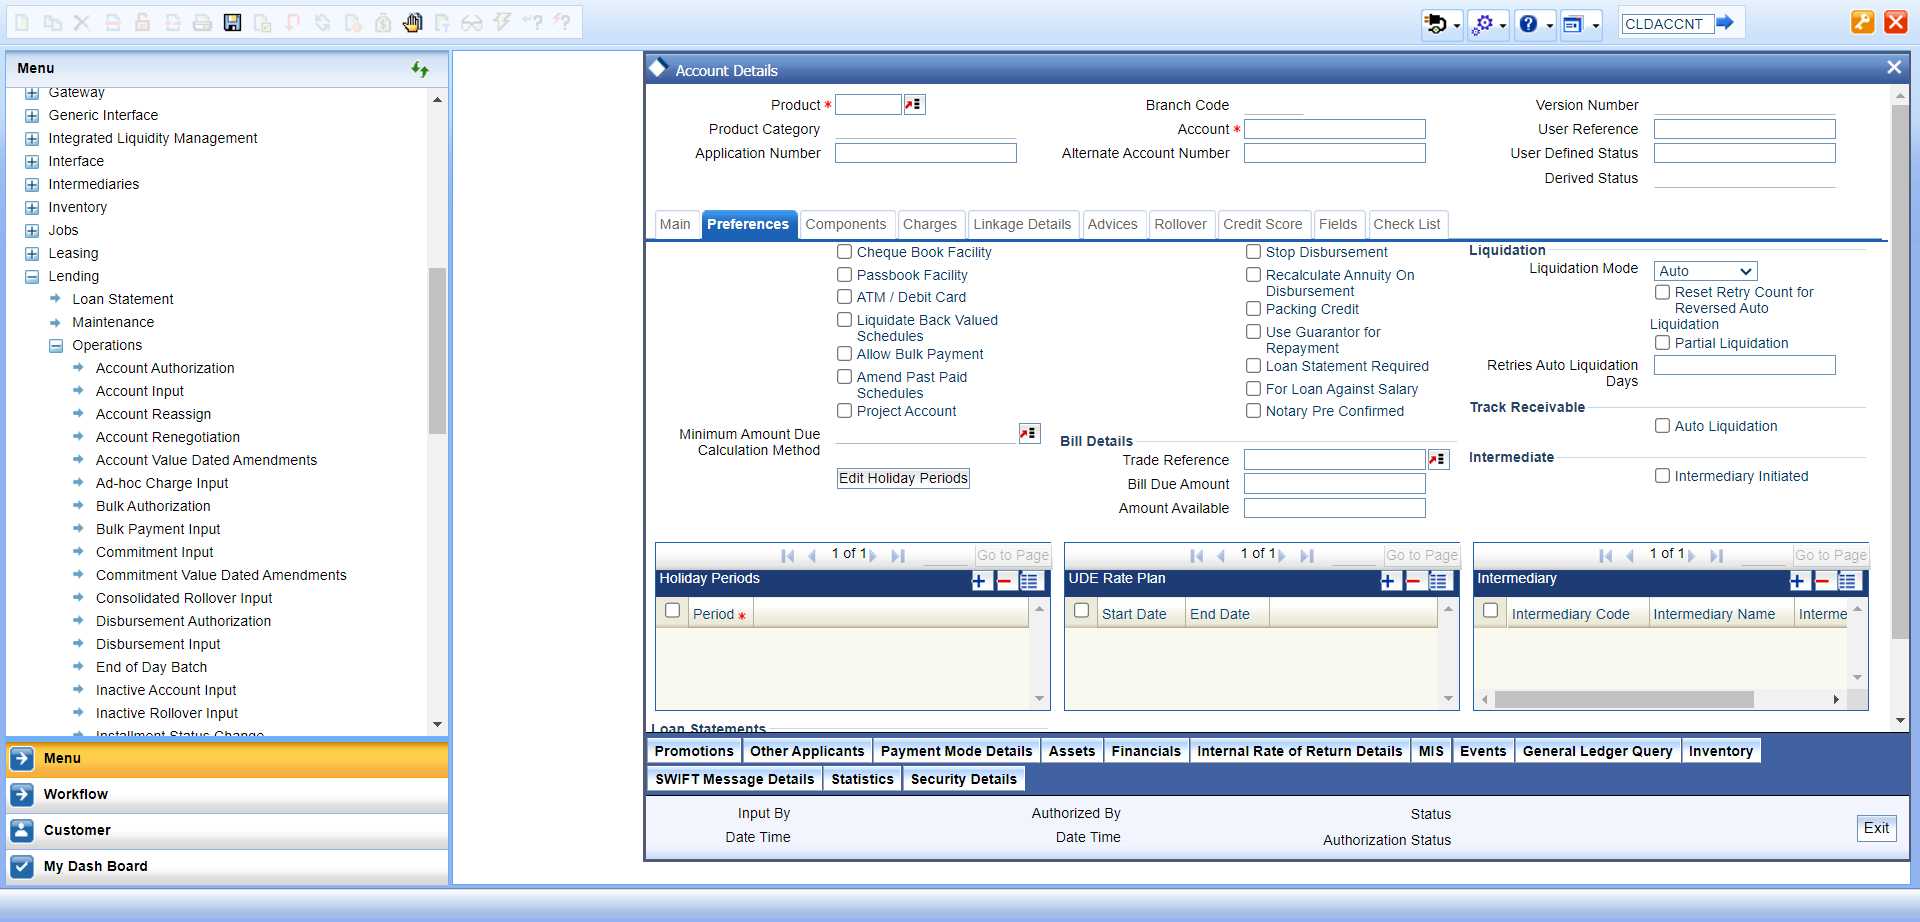 CLDACCNT
Menu
Gateway
Generic Interface
Integrated Liquidity Management
Interface
Intermediaries
Inventory
Jobs
Leasing
Lending
Loan Statement
Maintenance
Operations
Account Authorization
Account Input
Account Reassign
Account Renegotiation
Account Value Dated Amendments
Ad-hoc Charge Input
Bulk Authorization
Bulk Payment Input
Commitment Input
Commitment Value Dated Amendments
Consolidated Rollover Input
Disbursement Authorization
Disbursement Input
End of Day Batch
Inactive Account Input
Inactive Rollover Input
Installment Status Change
Menu
Workflow
Customer
My Dash Board
Account Details
Product *
Branch Code
Version Number
Product Category
Account *
User Reference
Application Number
Alternate Account Number
User Defined Status
Derived Status
Main Preferences Components Charges Linkage Details Advices Rollover Credit Score Fields Check List
Cheque Book Facility
Passbook Facility
ATM / Debit Card
Liquidate Back Valued
Schedules
Allow Bulk Payment
Amend Past Paid
Schedules
Project Account
Minimum Amount Due
Calculation Method
Edit Holiday Periods
Stop Disbursement
Recalculate Annuity On
Disbursement
Packing Credit
Use Guarantor for
Repayment
Loan Statement Required
For Loan Against Salary
Notary Pre Confirmed
Bill Details
Trade Reference
Bill Due Amount
Amount Available
Liquidation
Liquidation Mode Auto
Reset Retry Count for
Reversed Auto
Liquidation
Partial Liquidation
Retries Auto Liquidation
Days
Track Receivable
Auto Liquidation
Intermediate
Intermediary Initiated
1 of 1 Go to Page
Holiday Periods
Period *
1 of 1 Go to Page
UDE Rate Plan
Start Date End Date
1 of 1 Go to Page
Intermediary
Intermediary Code Intermediary Name Interme
Loan Statements
Promotions Other Applicants Payment Mode Details Assets Financials Internal Rate of Return Details MIS Events General Ledger Query Inventory
SWIFT Message Details Statistics Security Details
Input By
Authorized By
Status
Date Time
Date Time
Authorization Status
Exit